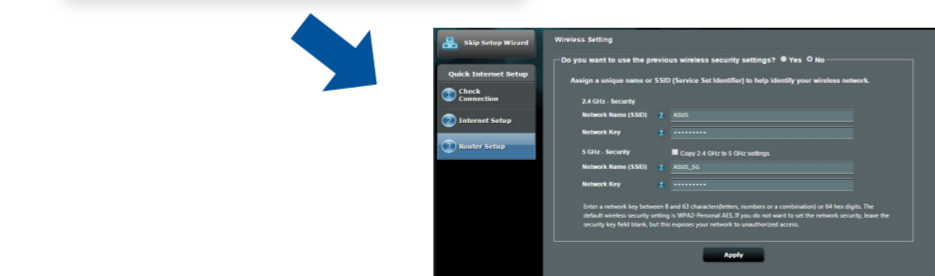 Skip Setup Wizard
Quick Internet Setup
1 Check
Connection
2 Internet Setup
3 Router Setup
Wireless Setting
Do you want to use the previous wireless security settings? Yes No
Assign a unique name or SSID (Service Set Identifier) to help identify your wireless network.
2.4 GHz - Security
Network Name (SSID) ASUS
Network Key •••••••••
5 GHz - Security Copy 2.4 GHz to 5 GHz settings.
Network Name (SSID) ASUS_5G
Network Key •••••••••
Enter a network key between 8 and 63 characters(letters, numbers or a combination) or 64 hex digits. The
default wireless security setting is WPA2-Personal AES. If you do not want to set the network security, leave the
security key field blank, but this exposes your network to unauthorized access.
Apply